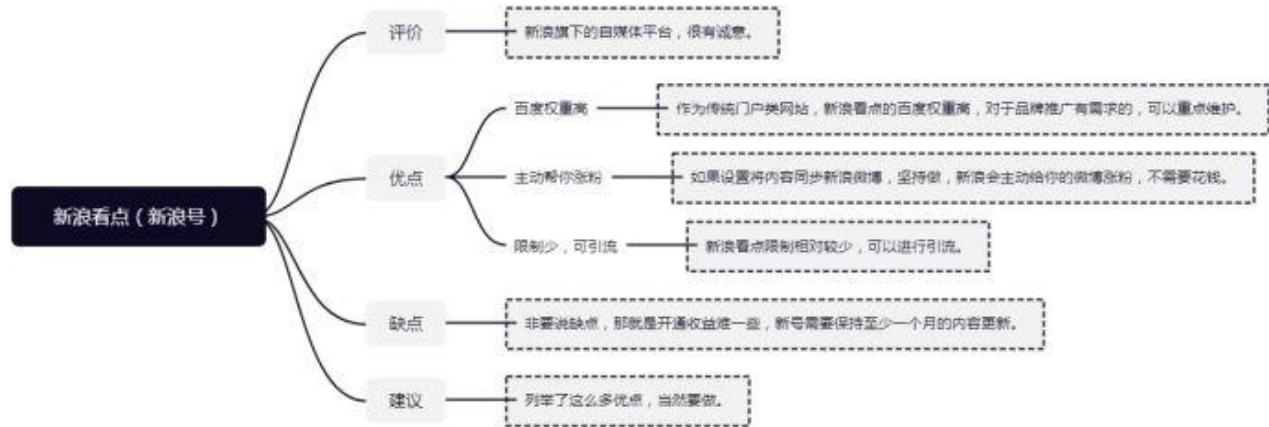 新浪看点（新浪号）
评价
新浪旗下的自媒体平台，很有诚意。
优点
百度权重高
作为传统门户类网站，新浪看点的百度权重高，对于品牌推广有需求的，可以重点维护。
主动帮你涨粉
如果设置将内容同步新浪微博，坚持做，新浪会主动给你的微博涨粉，不需要花钱。
限制少，可引流
新浪看点限制相对较少，可以进行引流。
缺点
非要说缺点，那就是开通收益难一些，新号需要保持至少一个月的内容更新。
建议
列举了这么多优点，当然要做。